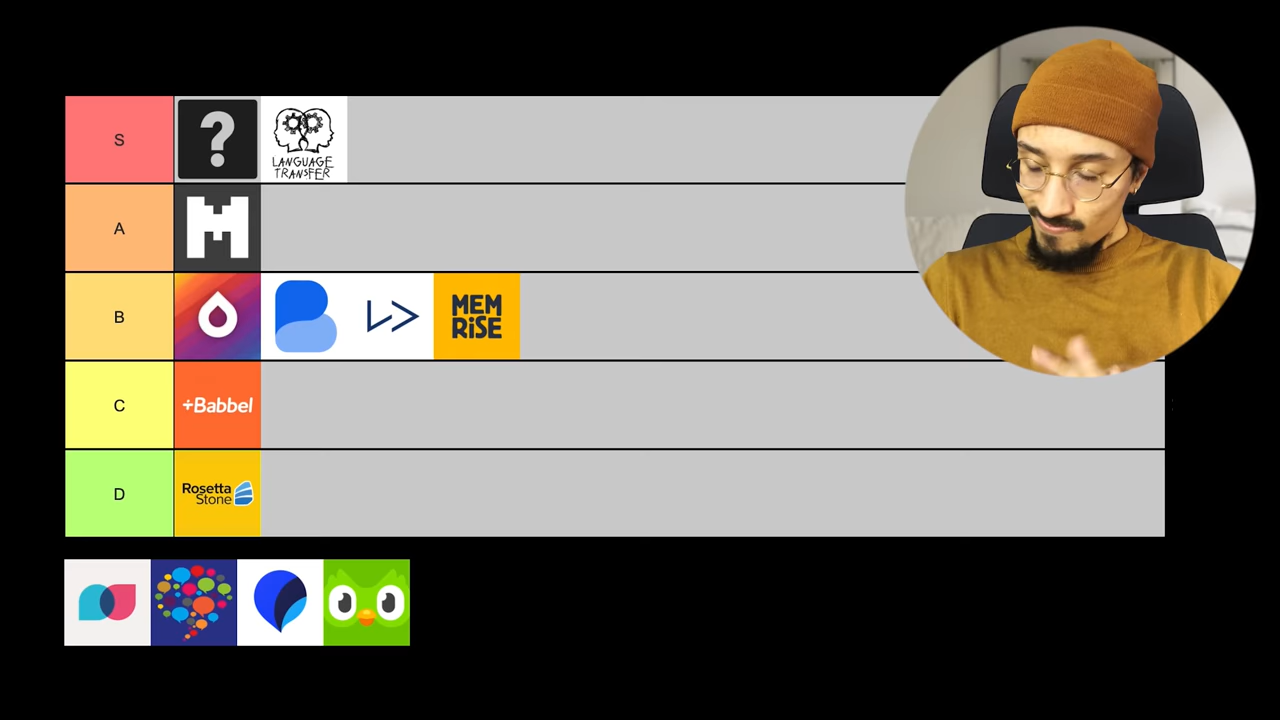 S
?
LANGUAGE
TRANSFER
A
M
B
MEM
RiSE
C
+Babbel
D
Rosetta
Stone